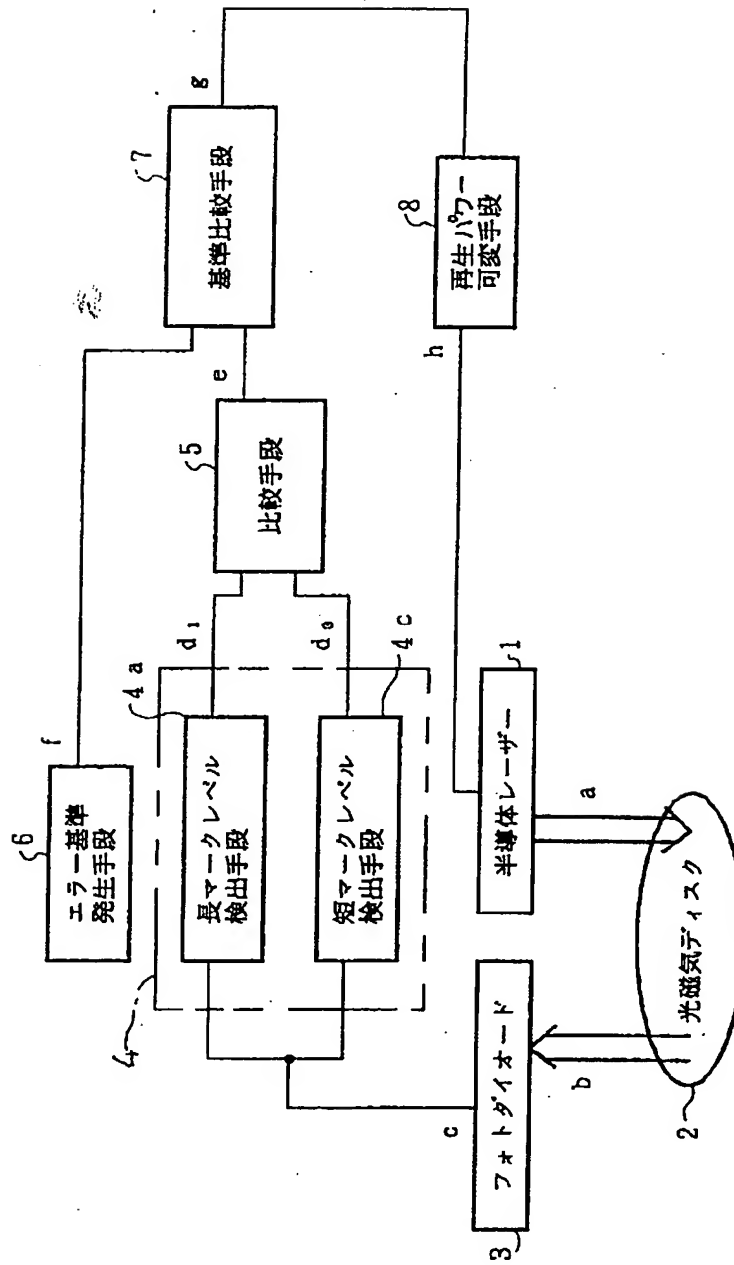 6
エラー基準
発生手段
f
4
4a
長マークレベル
検出手段
d₁
短マークレベル
検出手段
d₀
4c
5
比較手段
e
7
基準比較手段
g
8
再生パワー
可変手段
h
1
半導体レーザー
a
光磁気ディスク
2
b
フォトダイオード
3
c